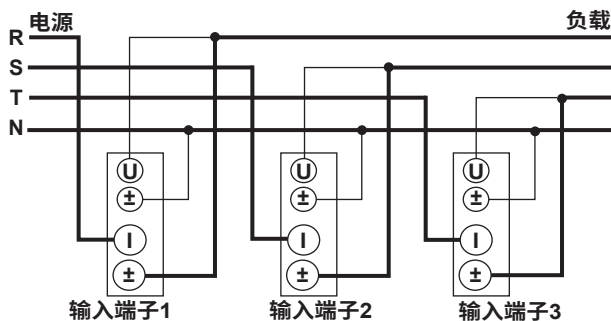 电源 负载
R
S
T
N
U U U
± ± ±
I I I
± ± ±
输入端子1 输入端子2 输入端子3